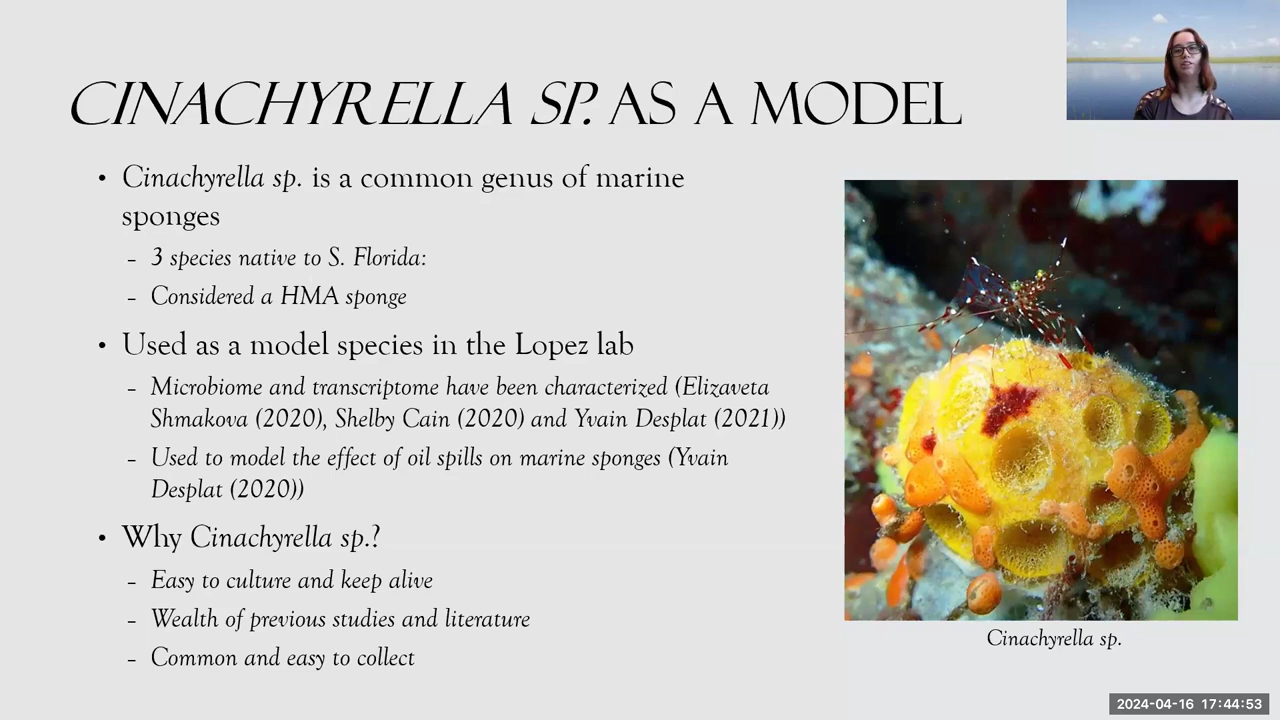 CINACHYRELLA SP. AS A MODEL
• Cinachyrella sp. is a common genus of marine
sponges
– 3 species native to S. Florida:
– Considered a HMA sponge
• Used as a model species in the Lopez lab
– Microbiome and transcriptome have been characterized (Elizaveta
Shmakova (2020), Shelby Cain (2020) and Yvain Desplat (2021))
– Used to model the effect of oil spills on marine sponges (Yvain
Desplat (2020))
• Why Cinachyrella sp.?
– Easy to culture and keep alive
– Wealth of previous studies and literature
– Common and easy to collect
Cinachyrella sp.
2024-04-16 17:44:53